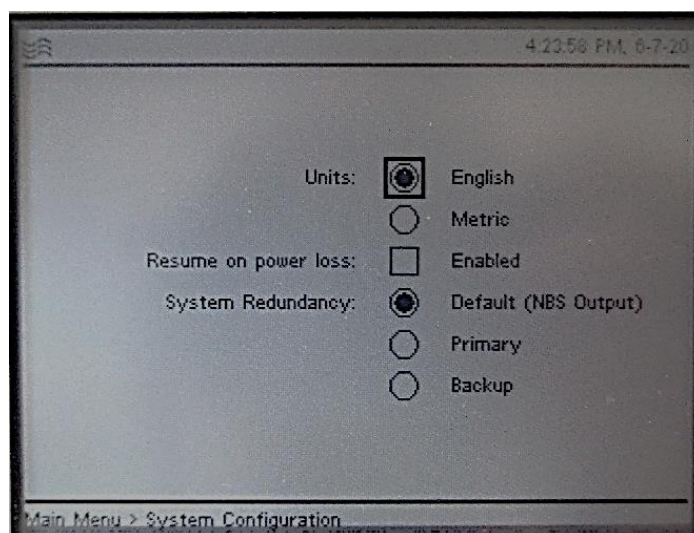 4:23:58 PM, 6-7-20
Units: English
Metric
Resume on power loss: Enabled
System Redundancy: Default (NBS Output)
Primary
Backup
Main Menu > System Configuration